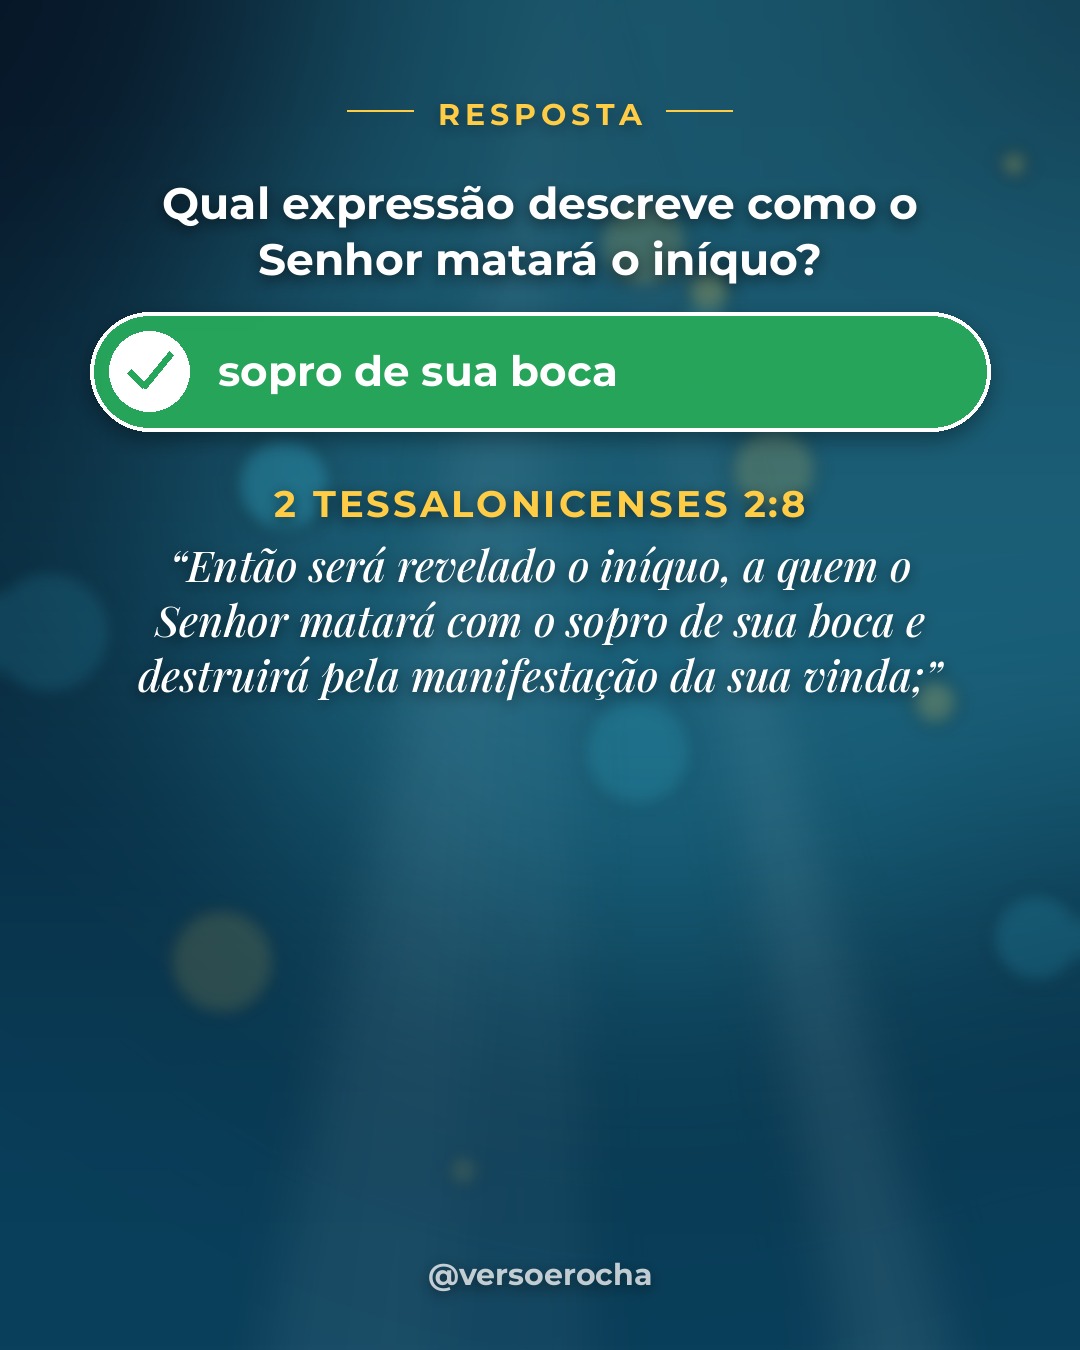 RESPOSTA
Qual expressão descreve como o
Senhor matará o iníquo?
sopro de sua boca
2 TESSALONICENSES 2:8
“Então será revelado o iníquo, a quem o
Senhor matará com o sopro de sua boca e
destruirá pela manifestação da sua vinda;”
@versoerocha